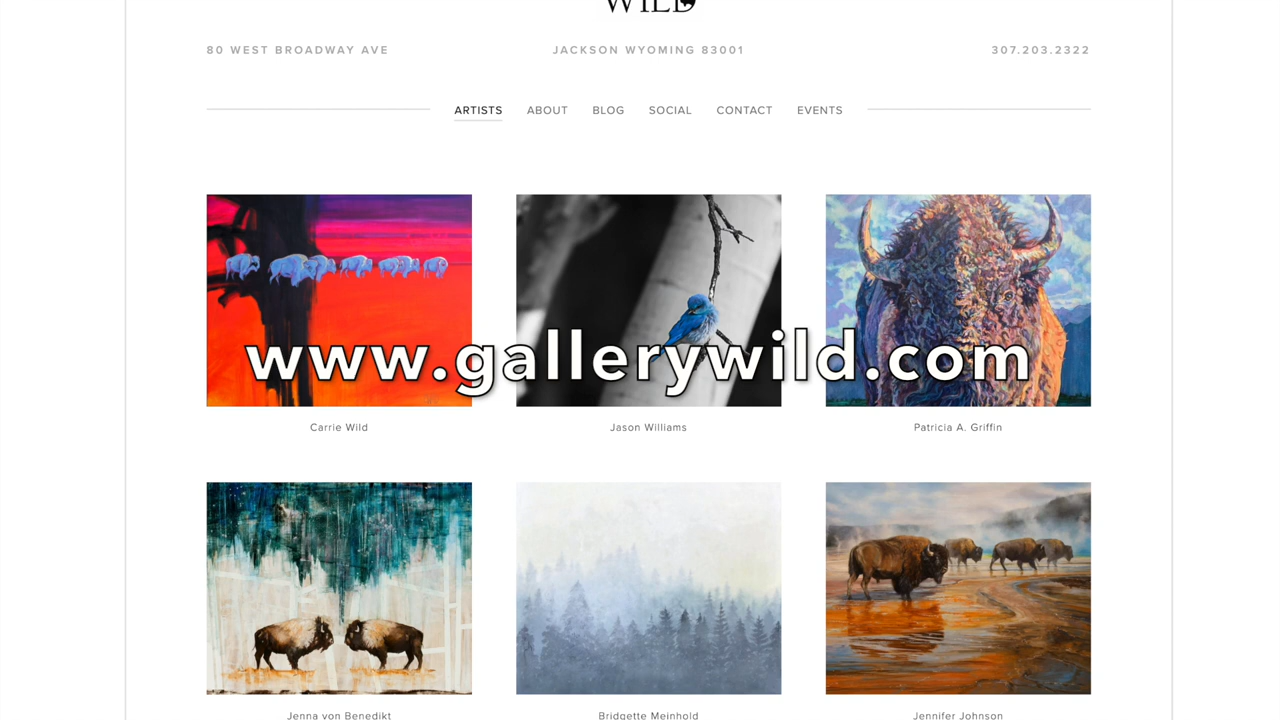 WILD
80 WEST BROADWAY AVE JACKSON WYOMING 83001 307.203.2322
ARTISTS ABOUT BLOG SOCIAL CONTACT EVENTS
www.gallerywild.com
Carrie Wild Jason Williams Patricia A. Griffin
Jenna von Benedikt Bridgette Meinhold Jennifer Johnson